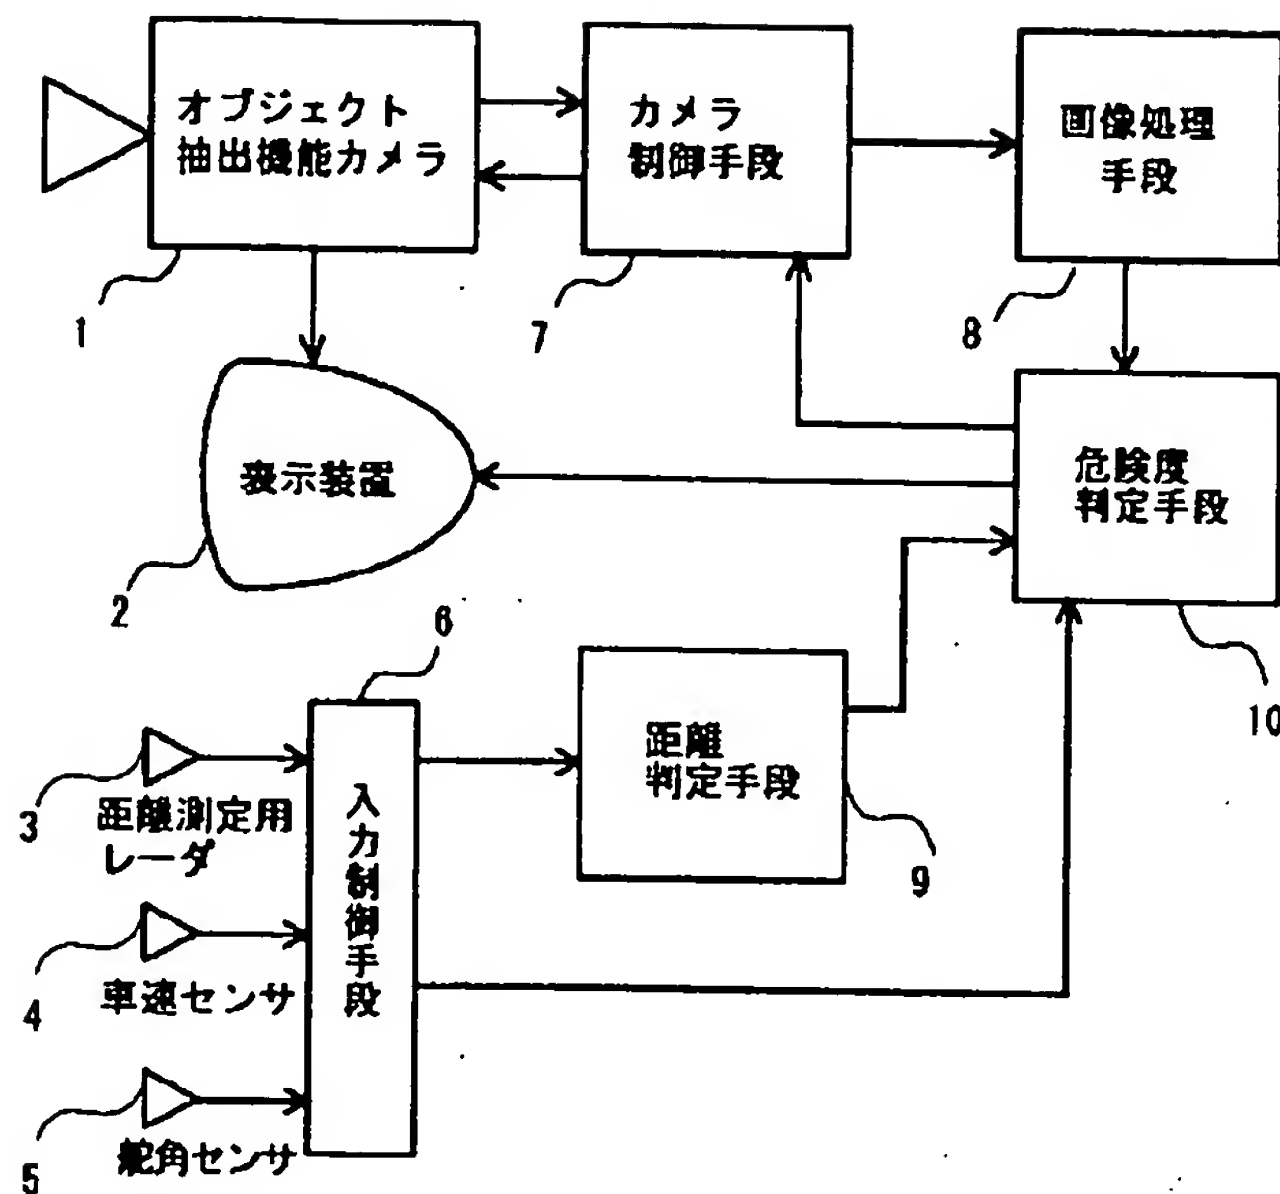 オブジェクト
抽出機能カメラ
カメラ
制御手段
画像処理
手段
1
7
8
表示装置
危険度
判定手段
2
6
10
距離
判定手段
3
距離測定用
レーダ
入力制御手段
9
4
車速センサ
5
舵角センサ